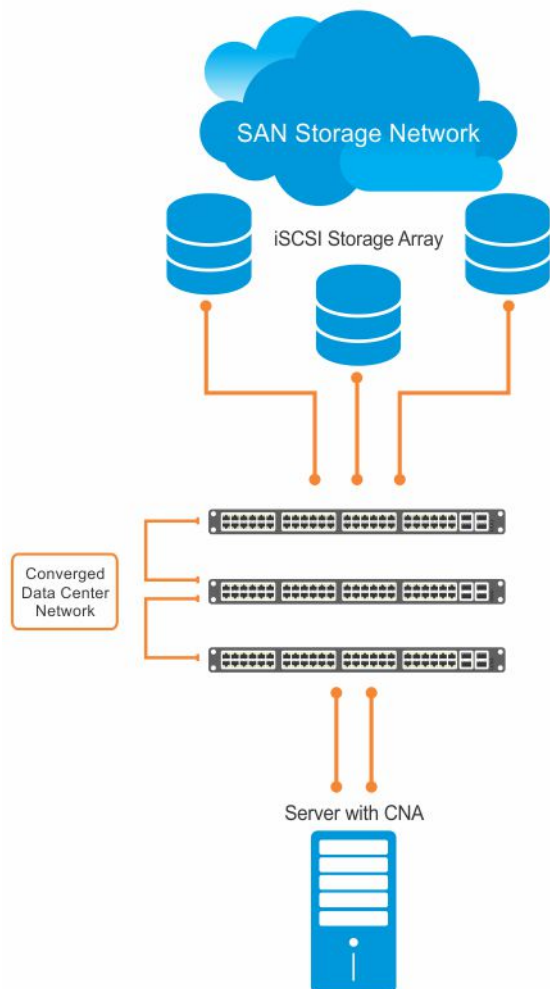 SAN Storage Network
iSCSI Storage Array
Converged
Data Center
Network
Server with CNA